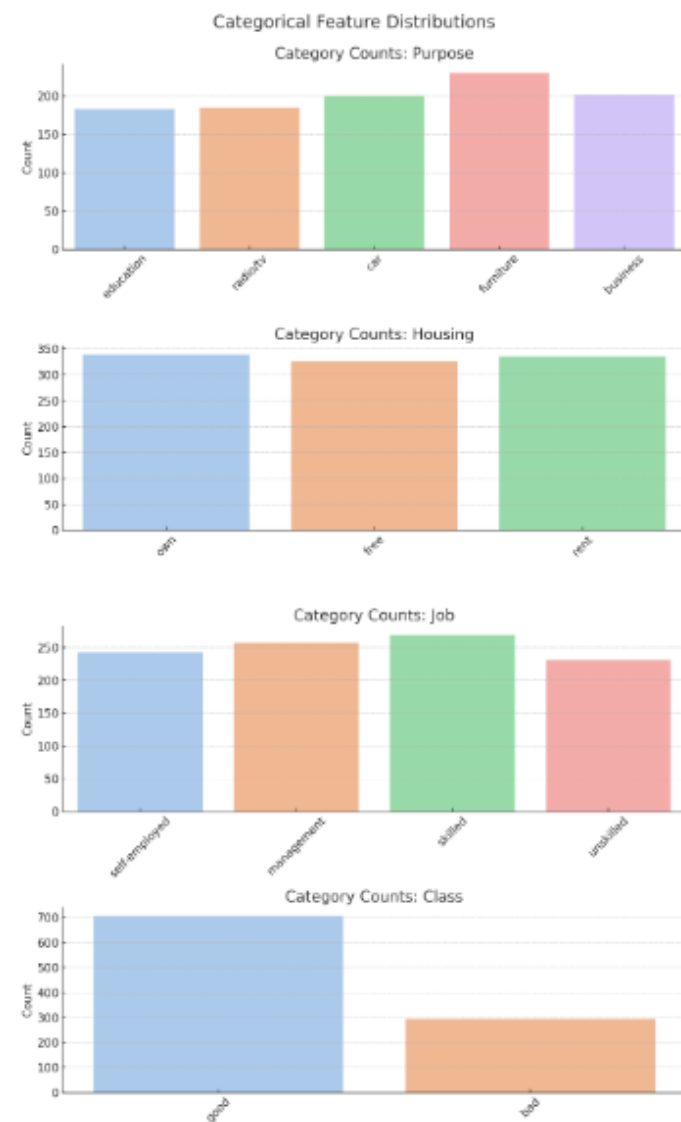 Categorical Feature Distributions
Category Counts: Purpose
Count
200
150
100
50
0
education
radio/tv
car
furniture
business
Category Counts: Housing
Count
350
300
250
200
150
100
50
0
own
free
rent
Category Counts: Job
Count
250
200
150
100
50
0
self-employed
management
skilled
unskilled
Category Counts: Class
Count
700
600
500
400
300
200
100
0
good
bad